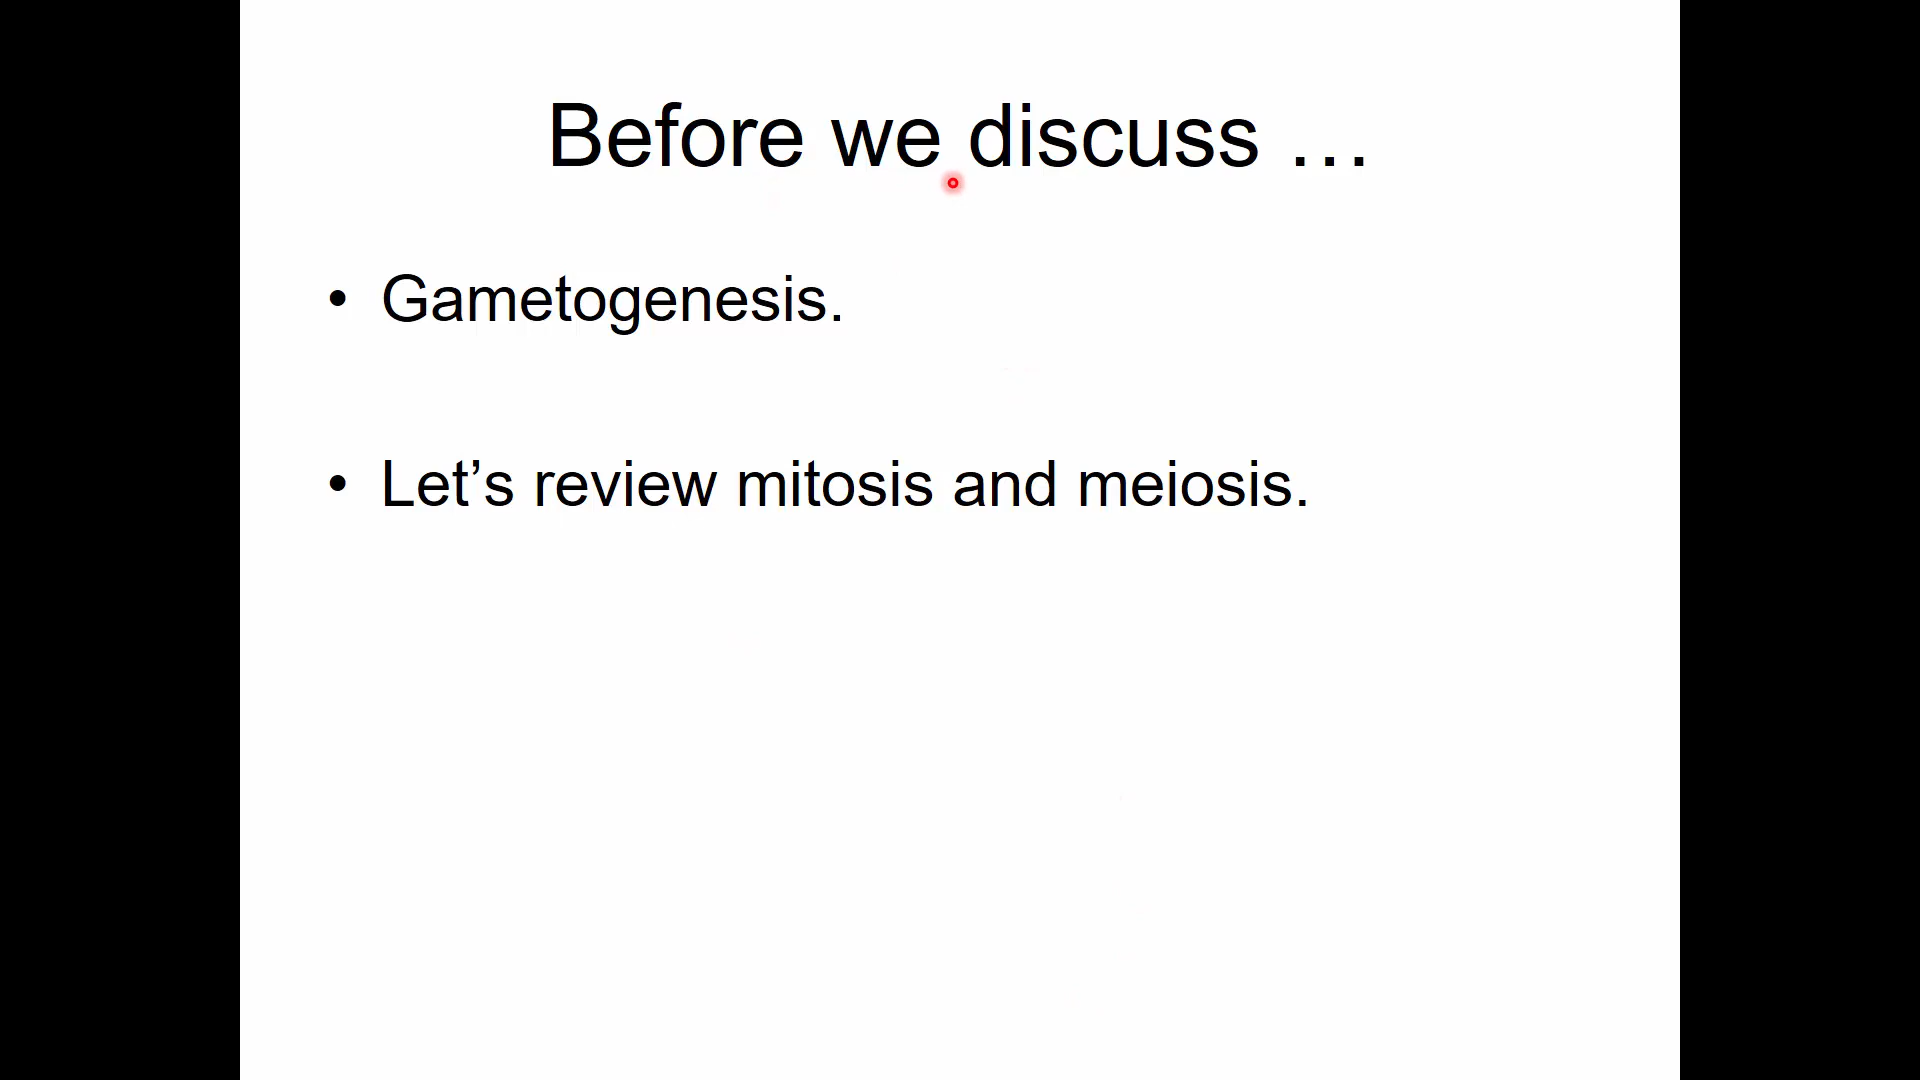 Before we discuss …
• Gametogenesis.
• Let’s review mitosis and meiosis.